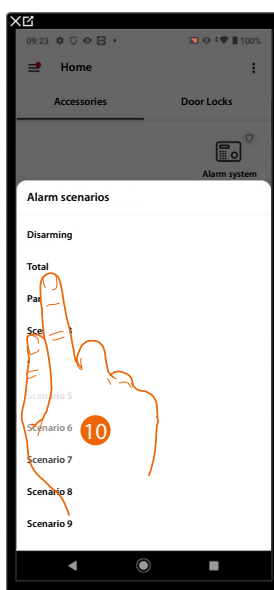 09:23 100%
Home
Accessories Door Locks
Alarm system
Alarm scenarios
Disarming
Total
Scenario 5
Scenario 6
10
Scenario 7
Scenario 8
Scenario 9